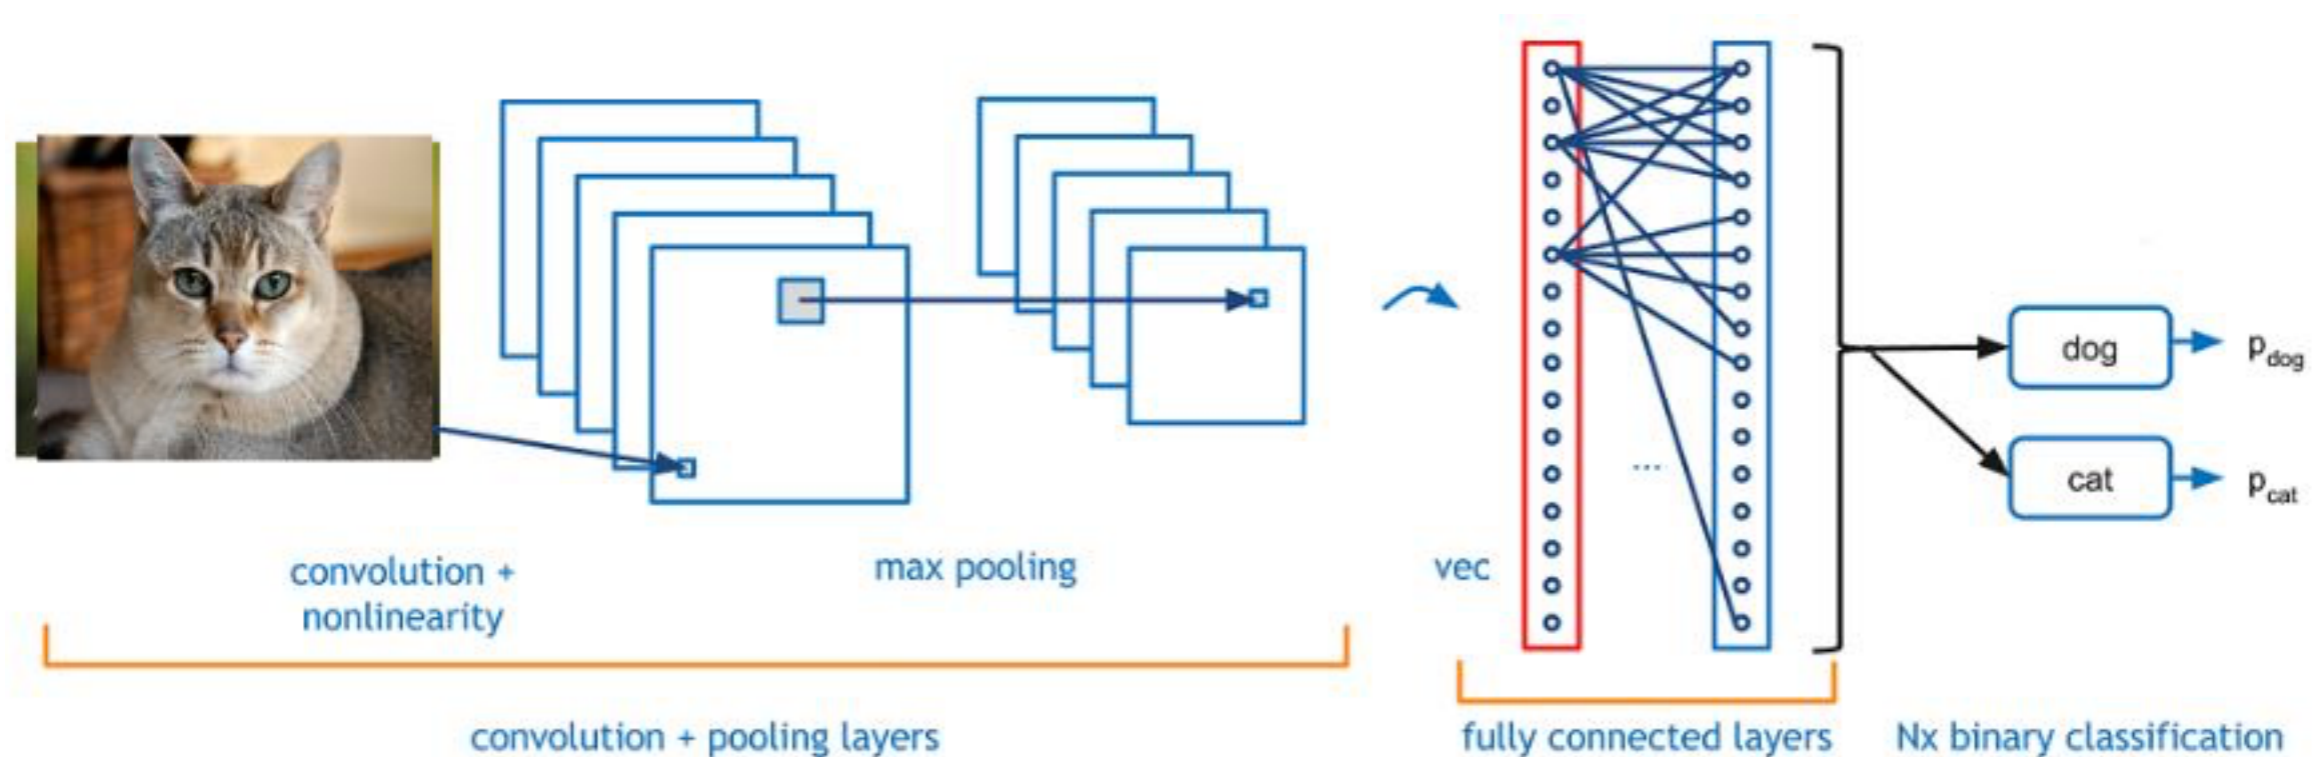 convolution +
nonlinearity
max pooling
vec
...
dog
cat
pdog
pcat
convolution + pooling layers
fully connected layers
Nx binary classification